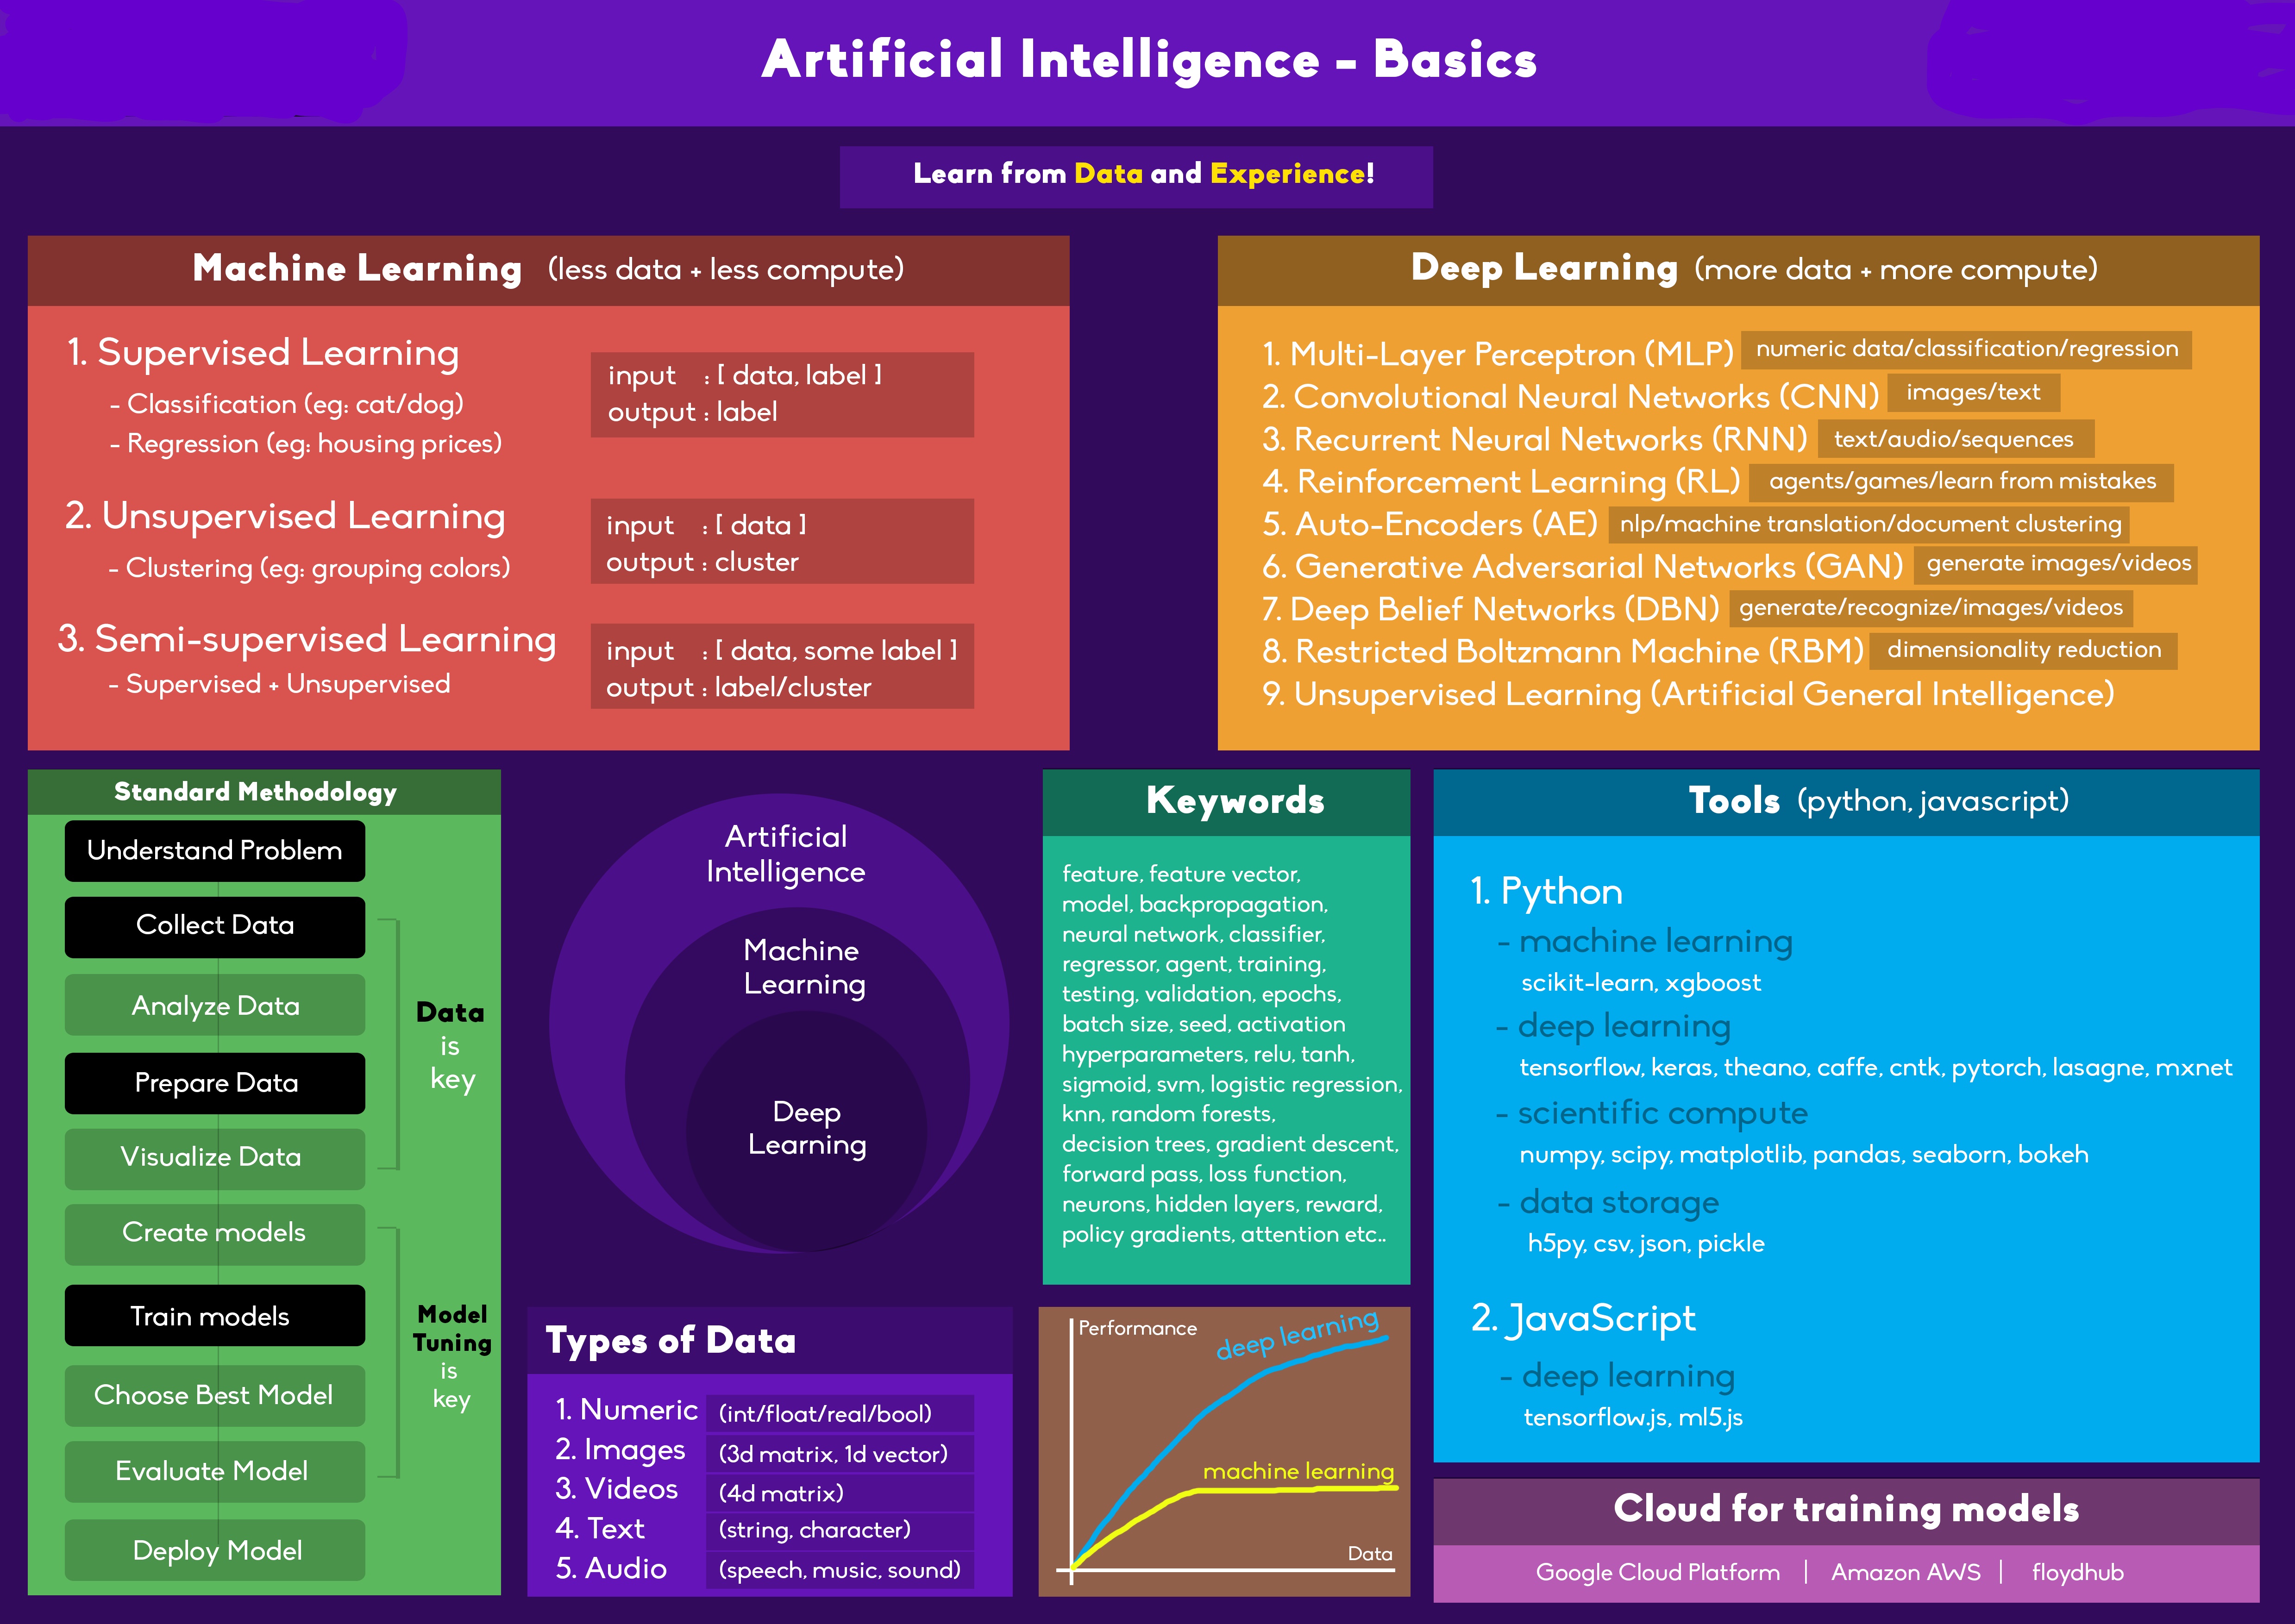 Artificial Intelligence - Basics
Learn from Data and Experience!
Machine Learning (less data + less compute)
1. Supervised Learning
- Classification (eg: cat/dog)
- Regression (eg: housing prices)
input : [ data, label ]
output : label
2. Unsupervised Learning
- Clustering (eg: grouping colors)
input : [ data ]
output : cluster
3. Semi-supervised Learning
- Supervised + Unsupervised
input : [ data, some label ]
output : label/cluster
Deep Learning (more data + more compute)
1. Multi-Layer Perceptron (MLP) numeric data/classification/regression
2. Convolutional Neural Networks (CNN) images/text
3. Recurrent Neural Networks (RNN) text/audio/sequences
4. Reinforcement Learning (RL) agents/games/learn from mistakes
5. Auto-Encoders (AE) nlp/machine translation/document clustering
6. Generative Adversarial Networks (GAN) generate images/videos
7. Deep Belief Networks (DBN) generate/recognize/images/videos
8. Restricted Boltzmann Machine (RBM) dimensionality reduction
9. Unsupervised Learning (Artificial General Intelligence)
Standard Methodology
Understand Problem
Collect Data
Analyze Data
Prepare Data
Visualize Data
Create models
Train models
Choose Best Model
Evaluate Model
Deploy Model
Data
is
key
Model
Tuning
is
key
Artificial
Intelligence
Machine
Learning
Deep
Learning
Types of Data
1. Numeric (int/float/real/bool)
2. Images (3d matrix, 1d vector)
3. Videos (4d matrix)
4. Text (string, character)
5. Audio (speech, music, sound)
Keywords
feature, feature vector,
model, backpropagation,
neural network, classifier,
regressor, agent, training,
testing, validation, epochs,
batch size, seed, activation
hyperparameters, relu, tanh,
sigmoid, svm, logistic regression,
knn, random forests,
decision trees, gradient descent,
forward pass, loss function,
neurons, hidden layers, reward,
policy gradients, attention etc..
Performance
deep learning
machine learning
Data
Tools (python, javascript)
1. Python
- machine learning
scikit-learn, xgboost
- deep learning
tensorflow, keras, theano, caffe, cntk, pytorch, lasagne, mxnet
- scientific compute
numpy, scipy, matplotlib, pandas, seaborn, bokeh
- data storage
h5py, csv, json, pickle
2. JavaScript
- deep learning
tensorflow.js, ml5.js
Cloud for training models
Google Cloud Platform | Amazon AWS | floydhub